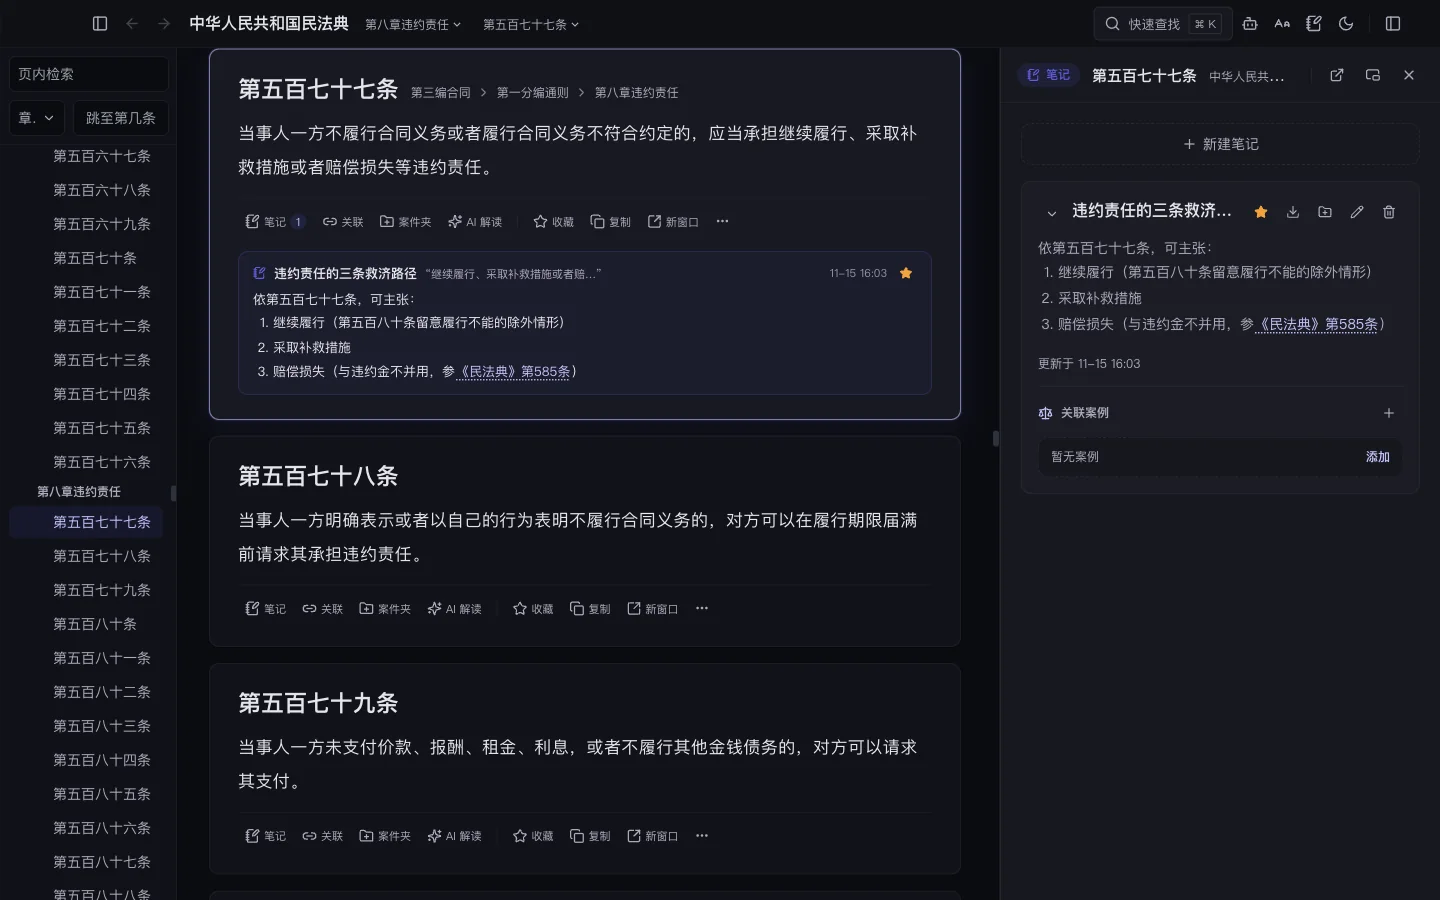 中华人民共和国民法典
第八章违约责任
第五百七十七条
快速查找
⌘ K
Aa
页内检索
章.
跳至第几条
第五百六十七条
第五百六十八条
第五百六十九条
第五百七十条
第五百七十一条
第五百七十二条
第五百七十三条
第五百七十四条
第五百七十五条
第五百七十六条
第八章违约责任
第五百七十七条
第五百七十八条
第五百七十九条
第五百八十条
第五百八十一条
第五百八十二条
第五百八十三条
第五百八十四条
第五百八十五条
第五百八十六条
第五百八十七条
第五百八十八条
第五百七十七条 第三编合同 > 第一分编通则 > 第八章违约责任
当事人一方不履行合同义务或者履行合同义务不符合约定的，应当承担继续履行、采取补
救措施或者赔偿损失等违约责任。
笔记 1 关联 案件夹 AI 解读 收藏 复制 新窗口 ···
违约责任的三条救济路径 “继续履行、采取补救措施或者赔...” 11-15 16:03
依第五百七十七条，可主张：
1. 继续履行（第五百八十条留意履行不能的除外情形）
2. 采取补救措施
3. 赔偿损失（与违约金不并用，参《民法典》第585条）
第五百七十八条
当事人一方明确表示或者以自己的行为表明不履行合同义务的，对方可以在履行期限届满
前请求其承担违约责任。
笔记 关联 案件夹 AI 解读 收藏 复制 新窗口 ···
第五百七十九条
当事人一方未支付价款、报酬、租金、利息，或者不履行其他金钱债务的，对方可以请求
其支付。
笔记 关联 案件夹 AI 解读 收藏 复制 新窗口 ···
笔记 第五百七十七条 中华人民共...
+ 新建笔记
违约责任的三条救济...
依第五百七十七条，可主张：
1. 继续履行（第五百八十条留意履行不能的除外情形）
2. 采取补救措施
3. 赔偿损失（与违约金不并用，参《民法典》第585条）
更新于 11-15 16:03
关联案例 +
暂无案例 添加